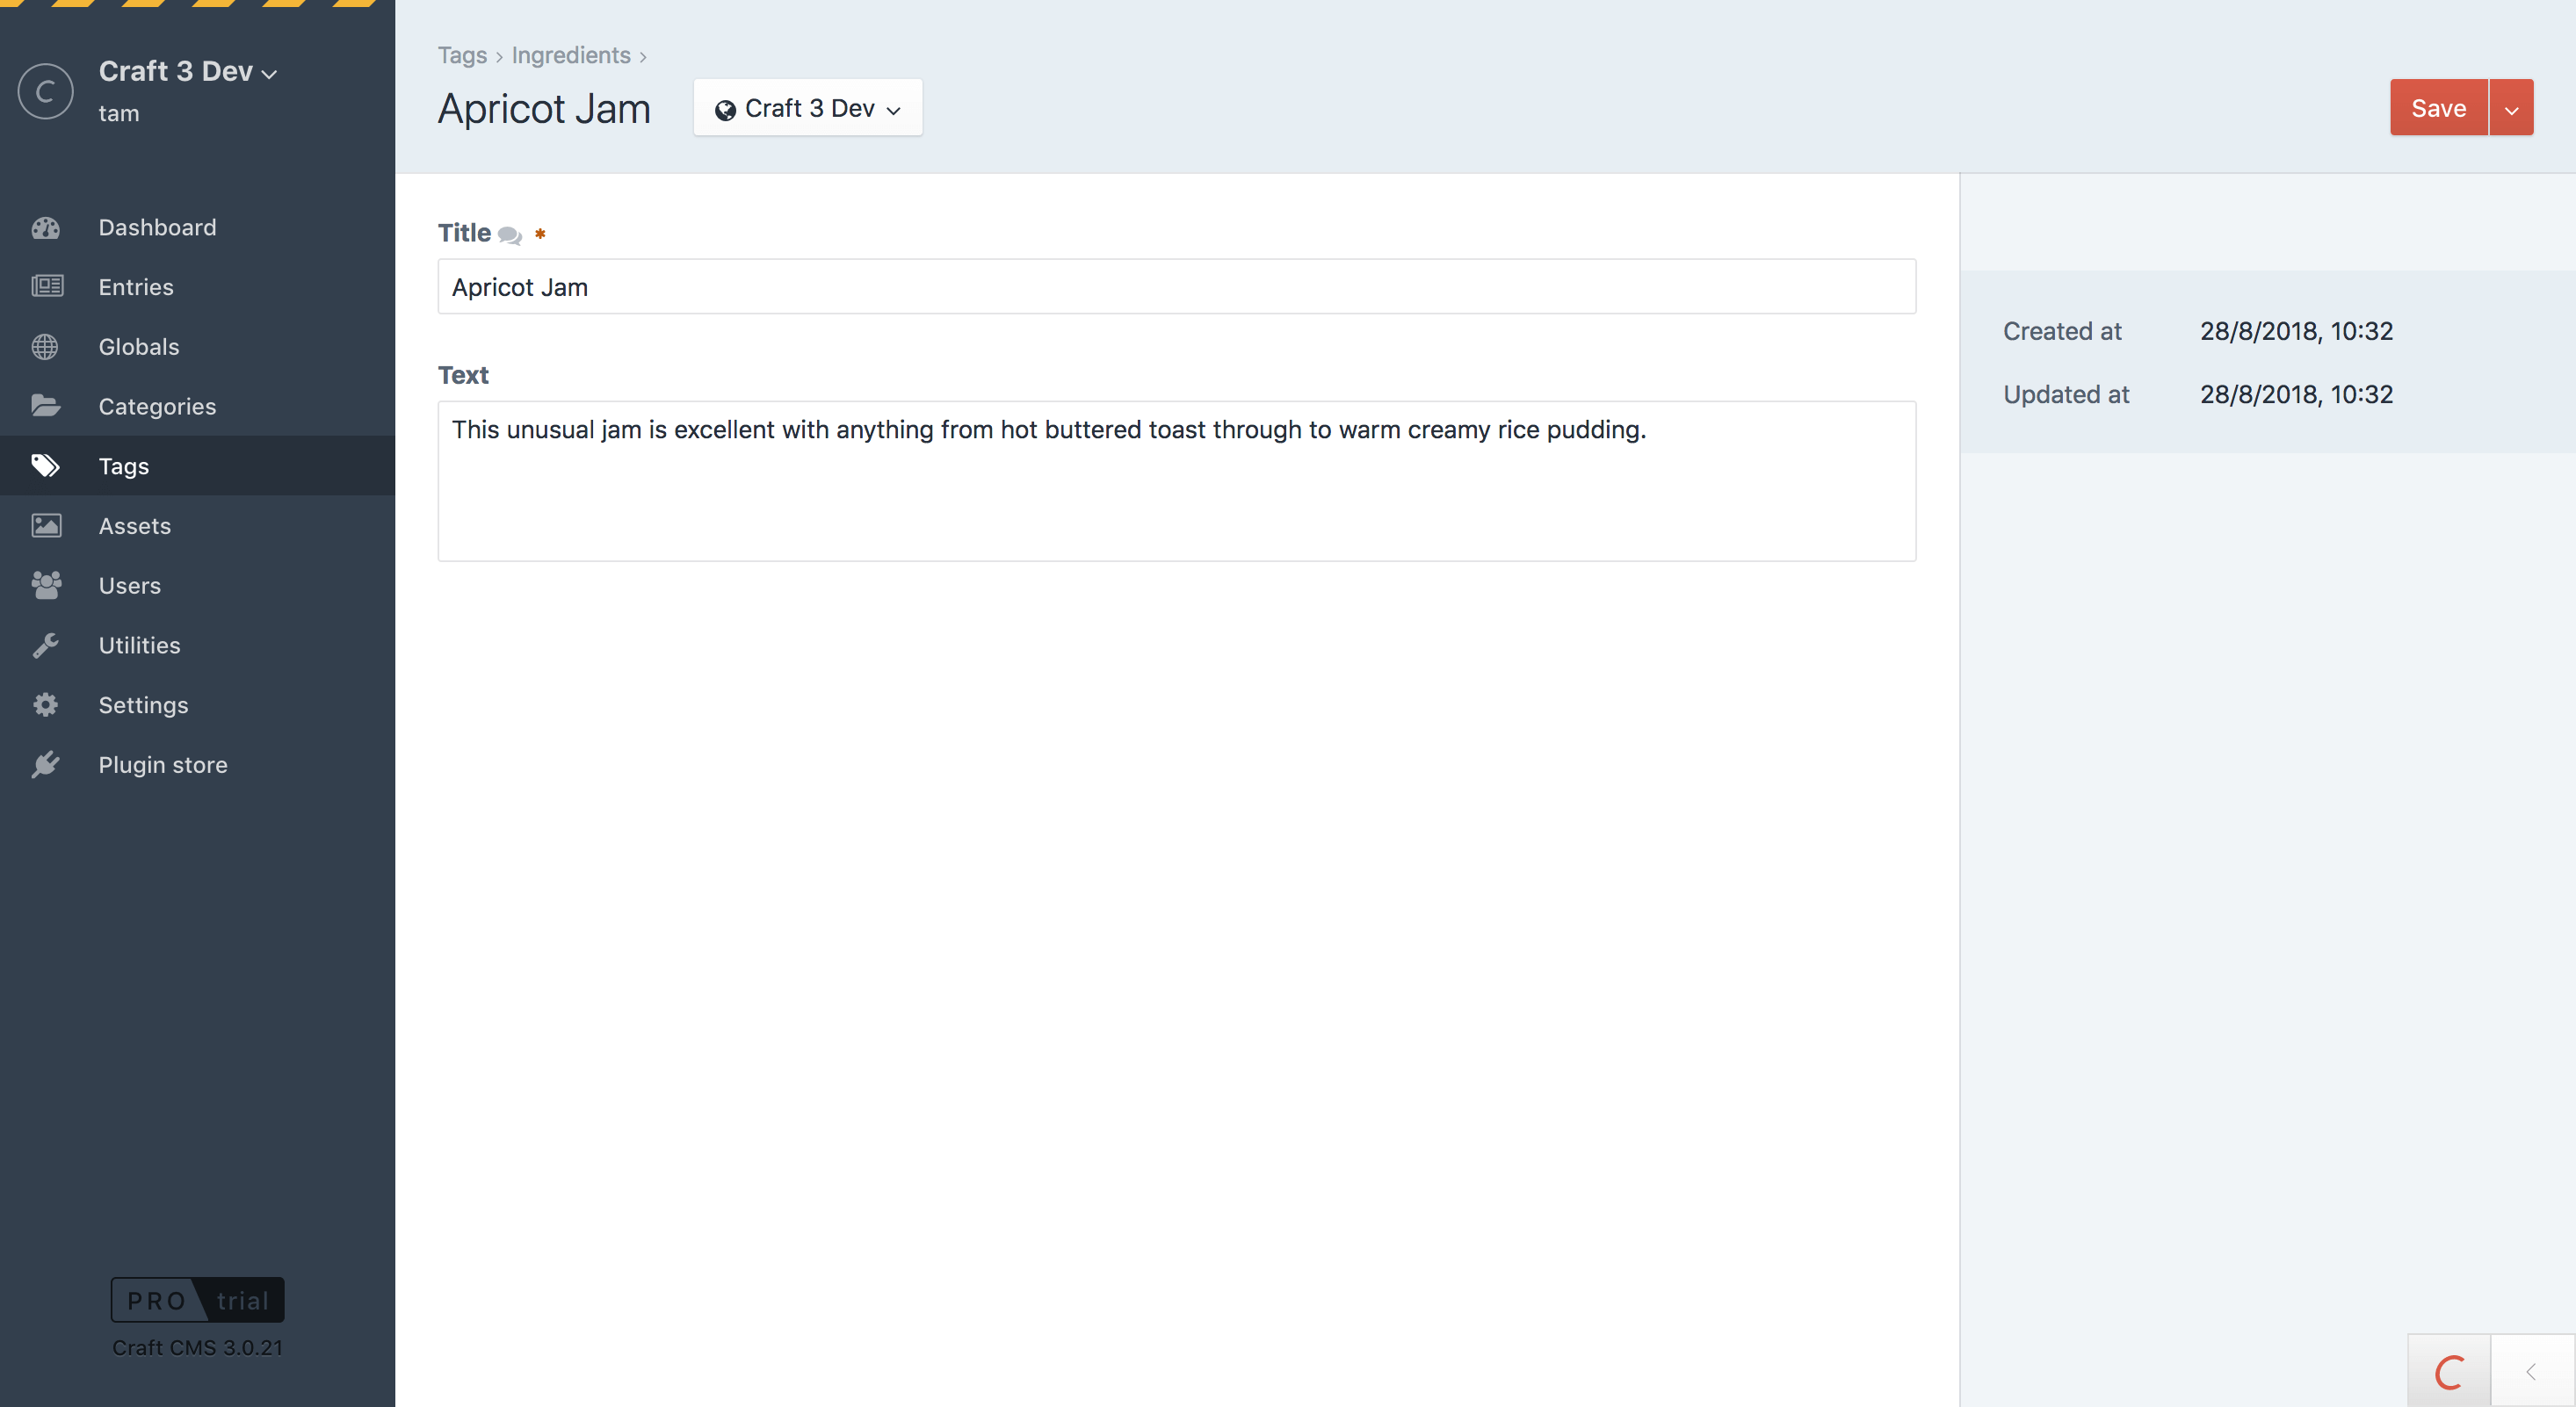 Craft 3 Dev
tam
Dashboard
Entries
Globals
Categories
Tags
Assets
Users
Utilities
Settings
Plugin store
PRO trial
Craft CMS 3.0.21
Tags › Ingredients ›
Apricot Jam
Craft 3 Dev
Save
Title *
Apricot Jam
Text
This unusual jam is excellent with anything from hot buttered toast through to warm creamy rice pudding.
Created at 28/8/2018, 10:32
Updated at 28/8/2018, 10:32